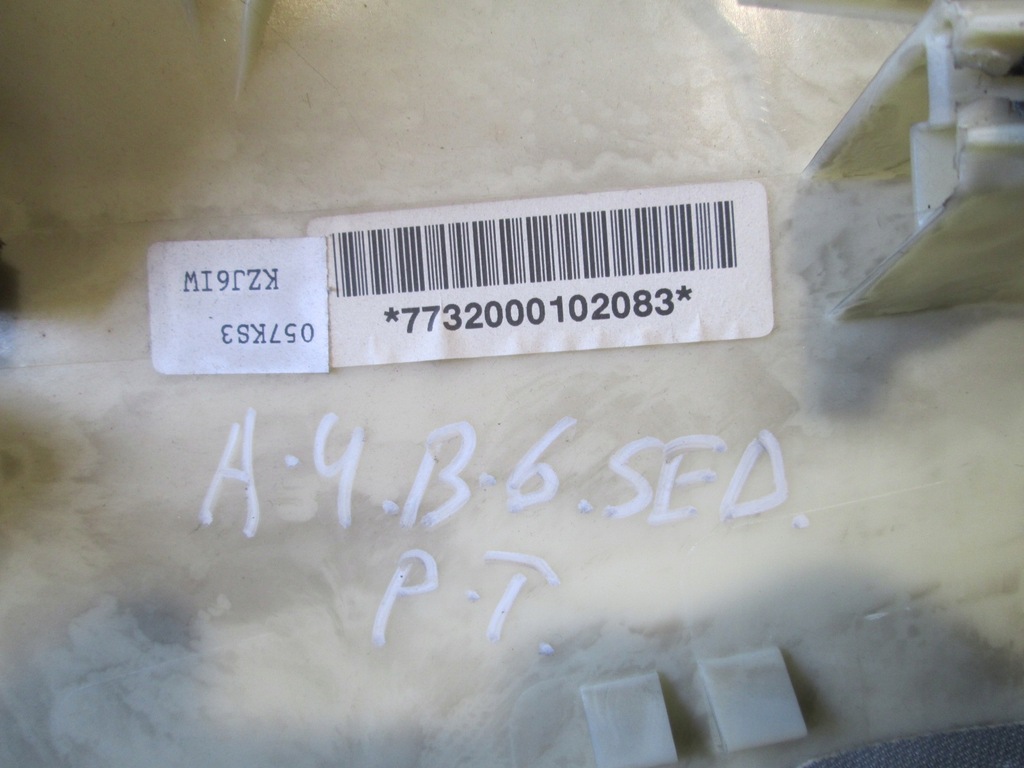 *7732000102083*
057KS3
KZJ6IW
A.4.B.6.SED.
P.T.